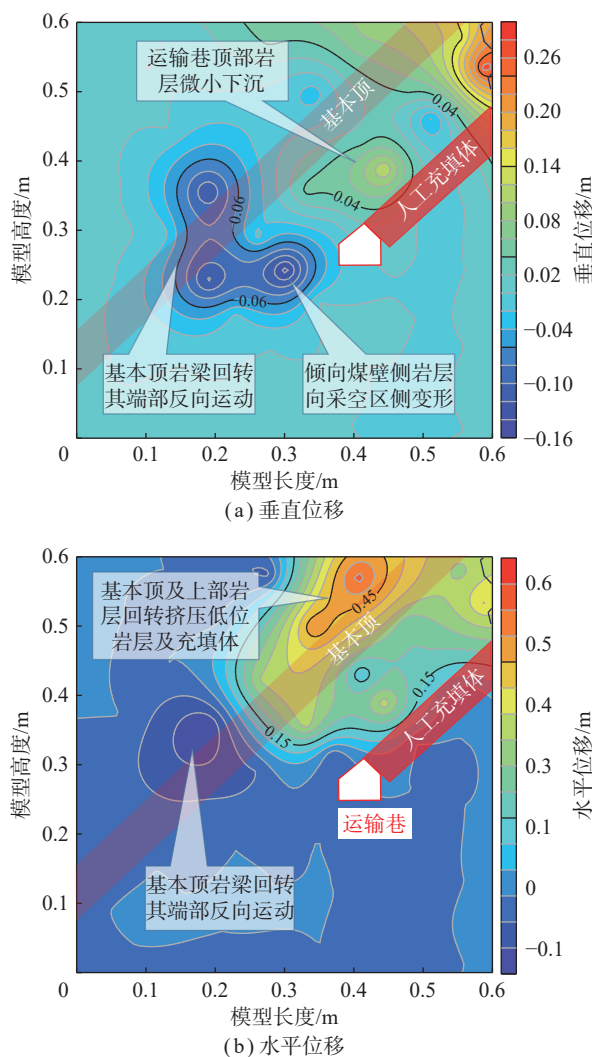 0.6
0.5
0.4
0.3
0.2
0.1
0
0.1
0.2
0.3
0.4
0.5
0.6
模型高度/m
模型长度/m
运输巷顶部岩
层微小下沉
基本顶
0.04
0.04
人工充填体
0.06
0.06
基本顶岩梁回转
其端部反向运动
倾向煤壁侧岩层
向采空区侧变形
0.26
0.20
0.14
0.08
0.02
−0.04
−0.10
−0.16
垂直位移/m
(a) 垂直位移
0.6
0.5
0.4
0.3
0.2
0.1
0
0.1
0.2
0.3
0.4
0.5
0.6
模型高度/m
模型长度/m
基本顶及上部岩
层回转挤压低位
岩层及充填体
0.45
基本顶
0.15
0.15
人工充填体
运输巷
基本顶岩梁回转
其端部反向运动
0.6
0.5
0.4
0.3
0.1
0
−0.1
水平位移/m
(b) 水平位移